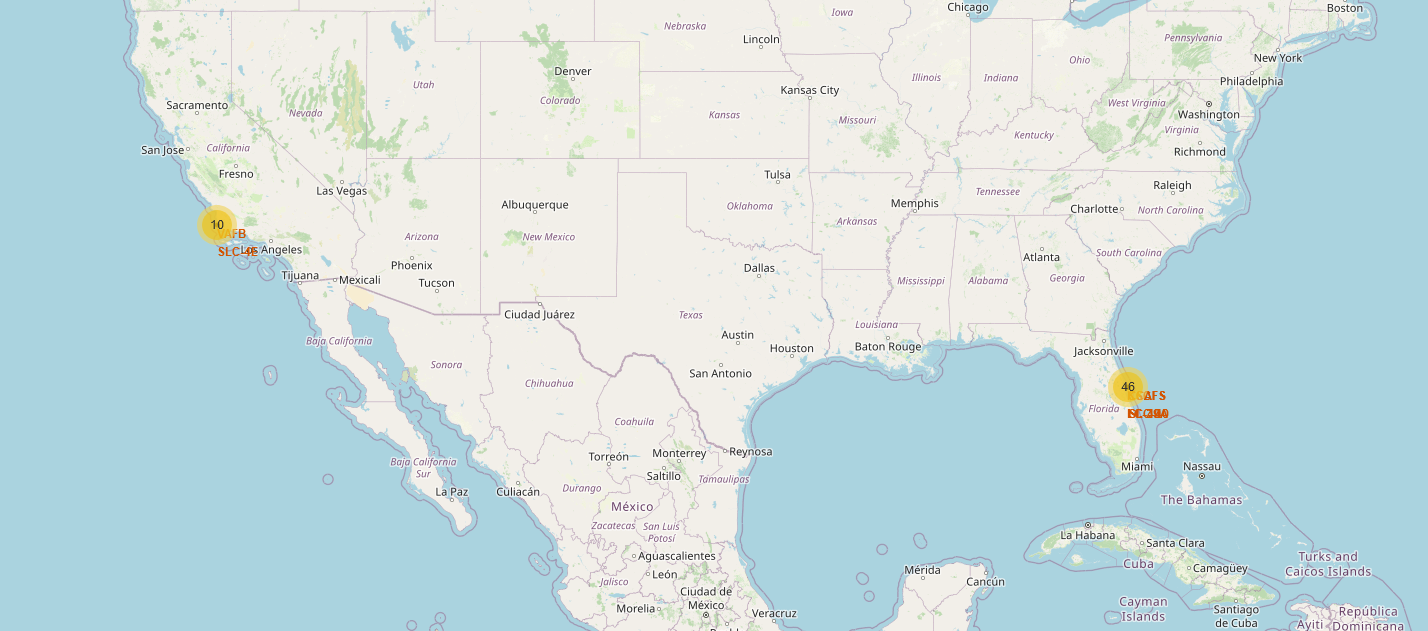 Chicago
Boston
Iowa
Nebraska
Lincoln
Pennsylvania
New York
Ohio
Denver
Illinois
Indiana
Philadelphia
Utah
Kansas City
Colorado
West Virginia
Sacramento
Nevada
Kansas
Missouri
Washington
Virginia
Kentucky
San Jose
California
Richmond
Fresno
Tulsa
Las Vegas
Raleigh
Tennessee
Albuquerque
Oklahoma
Memphis
Charlotte
North Carolina
Arkansas
10
VAFB
Arizona
New Mexico
SLC-4E
Los Angeles
South Carolina
Atlanta
Phoenix
Dallas
Tijuana
Mexicali
Tucson
Mississippi
Alabama
Georgia
Ciudad Juárez
Texas
Louisiana
Baja California
Austin
Houston
Baton Rouge
Jacksonville
Sonora
San Antonio
Chihuahua
46
Florida
Coahuila
Monterrey
Reynosa
Torreón
Baja California
Sur
Saltillo
Tamaulipas
Miami
Nassau
La Paz
Culiacán
Durango
The Bahamas
México
Zacatecas
San Luis
Potosí
La Habana
Santa Clara
Aguascalientes
Cuba
Camagüey
Turks and
Caicos Islands
Jalisco
León
Mérida
Cancún
Ciudad de
México
Cayman
Islands
Morelia
Veracruz
Santiago
de Cuba
República
Dominicana
Ayiti